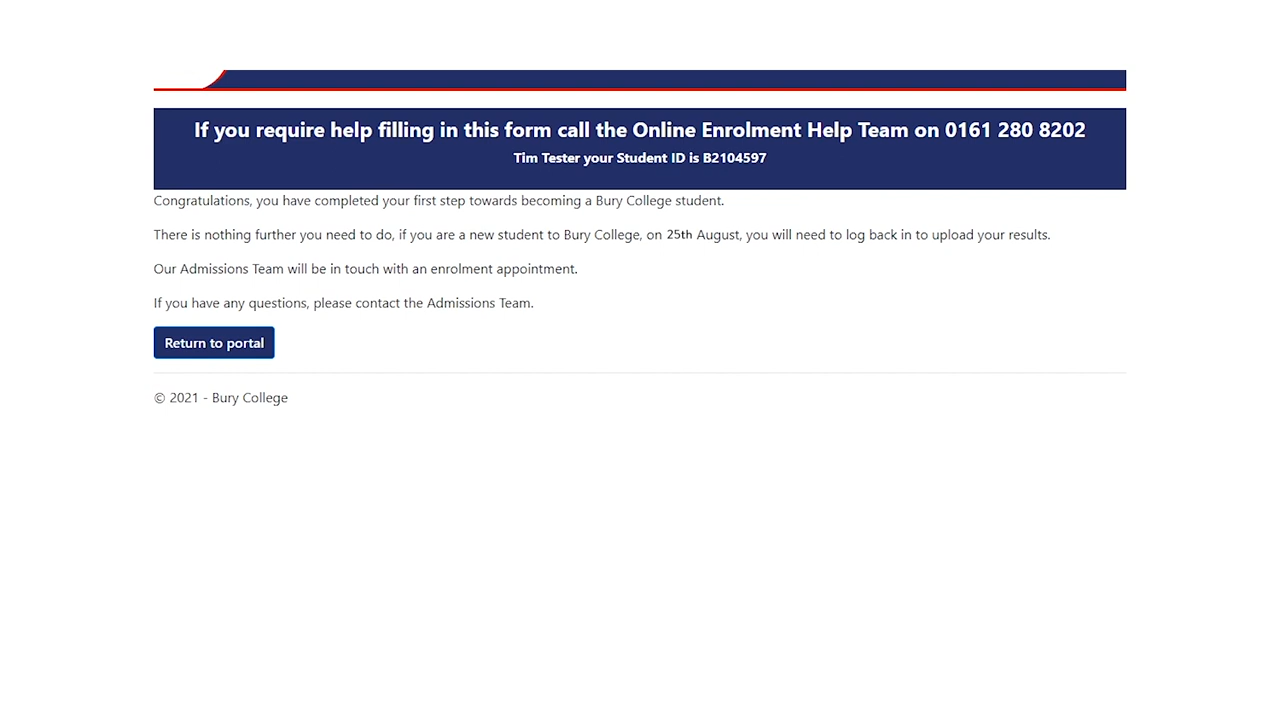 If you require help filling in this form call the Online Enrolment Help Team on 0161 280 8202
Tim Tester your Student ID is B2104597
Congratulations, you have completed your first step towards becoming a Bury College student.
There is nothing further you need to do, if you are a new student to Bury College, on 25th August, you will need to log back in to upload your results.
Our Admissions Team will be in touch with an enrolment appointment.
If you have any questions, please contact the Admissions Team.
Return to portal
© 2021 - Bury College